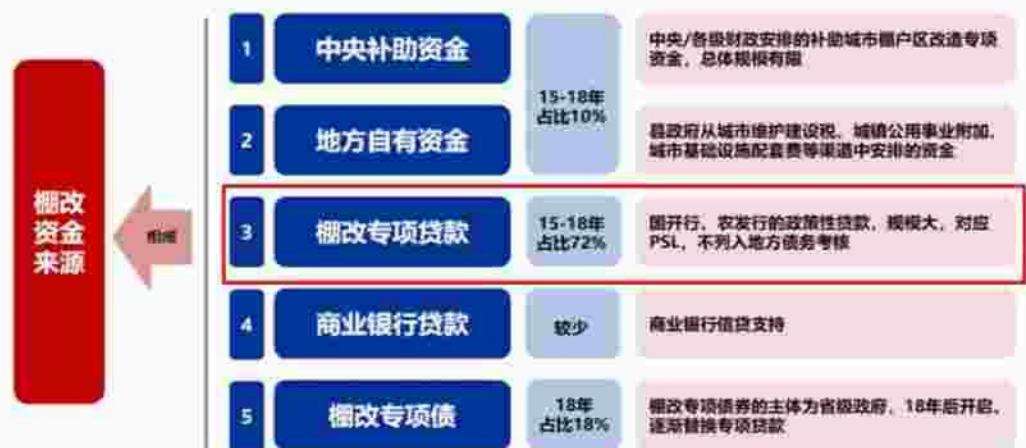 棚改
资金
来源
1
中央补助资金
15-18年
占比10%
中央/各级财政安排的补助城市棚户区改造专项
资金，总体规模有限
2
地方自有资金
县政府从城市维护建设税、城镇公用事业附加、
城市基础设施配套费等渠道中安排的资金
3
棚改专项贷款
15-18年
占比72%
国开行、农发行的政策性贷款，规模大，对应
PSL，不列入地方债务考核
4
商业银行贷款
较少
商业银行信贷支持
5
棚改专项债
18年
占比18%
棚改专项债券的主体为省级政府，18年后开启，
逐渐替换专项贷款